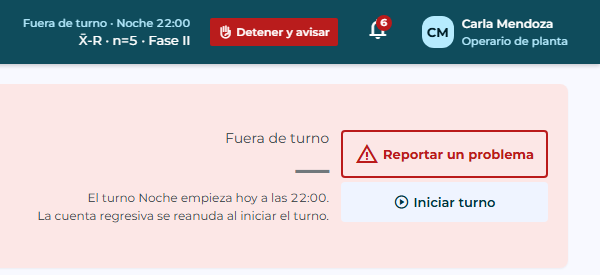 Fuera de turno · Noche 22:00
X̄-R · n=5 · Fase II
Detener y avisar
6
CM
Carla Mendoza
Operario de planta
Fuera de turno
—
El turno Noche empieza hoy a las 22:00.
La cuenta regresiva se reanuda al iniciar el turno.
Reportar un problema
Iniciar turno